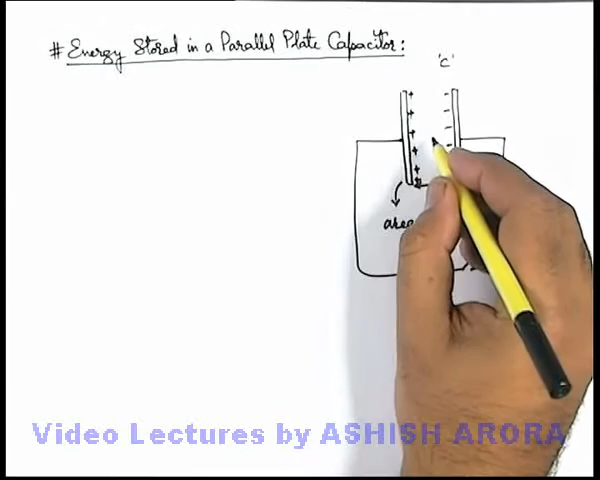 # Energy Stored in a Parallel Plate Capacitor :
'C'
area
Video Lectures by ASHISH ARORA